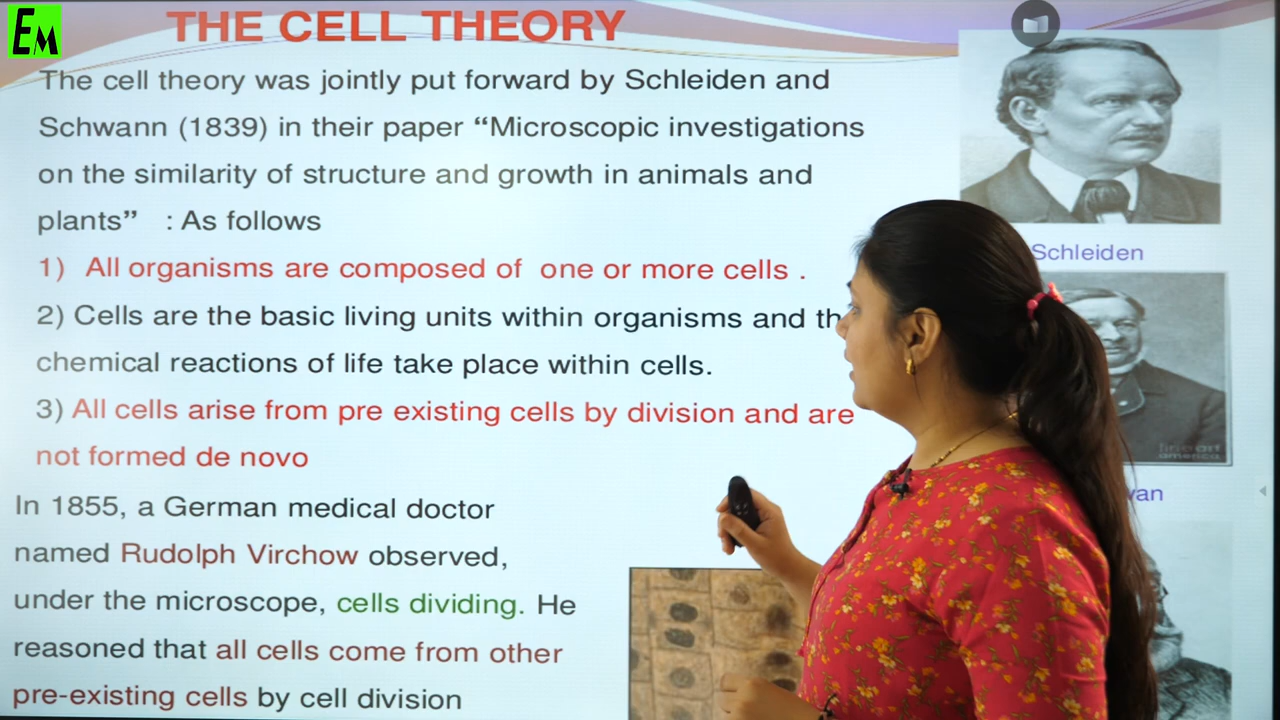 EM
THE CELL THEORY
The cell theory was jointly put forward by Schleiden and
Schwann (1839) in their paper “Microscopic investigations
on the similarity of structure and growth in animals and
plants” : As follows
1) All organisms are composed of one or more cells .
2) Cells are the basic living units within organisms and
chemical reactions of life take place within cells.
3) All cells arise from pre existing cells by division and are
not formed de novo
In 1855, a German medical doctor
named Rudolph Virchow observed,
under the microscope, cells dividing. He
reasoned that all cells come from other
pre-existing cells by cell division
Schleiden
fineart
america